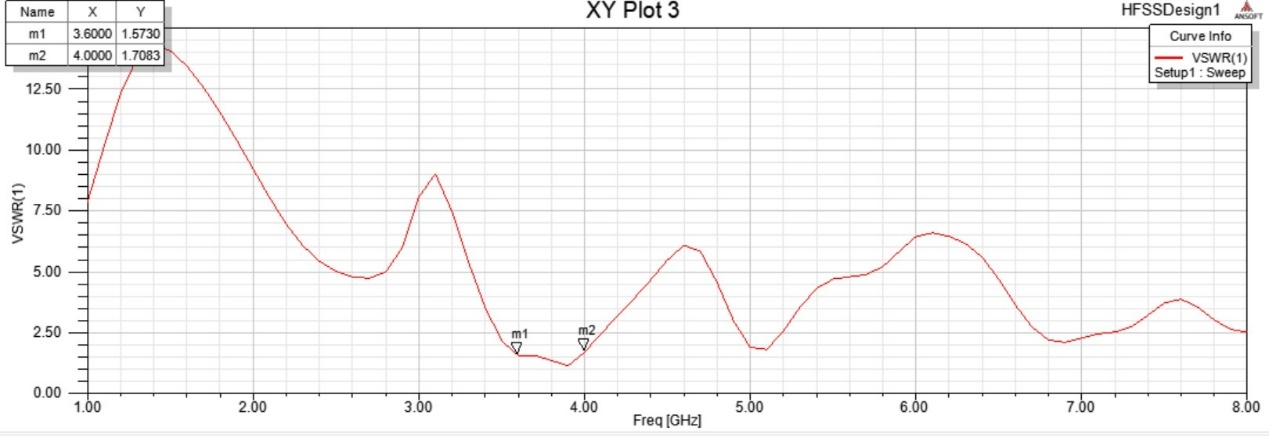 XY Plot 3
HFSSDesign1
ANSOFT
Name X Y
m1 3.6000 1.5730
m2 4.0000 1.7083
Curve Info
VSWR(1)
Setup1 : Sweep
12.50
10.00
7.50
5.00
2.50
0.00
VSWR(1)
m1
m2
1.00 2.00 3.00 4.00 5.00 6.00 7.00 8.00
Freq [GHz]